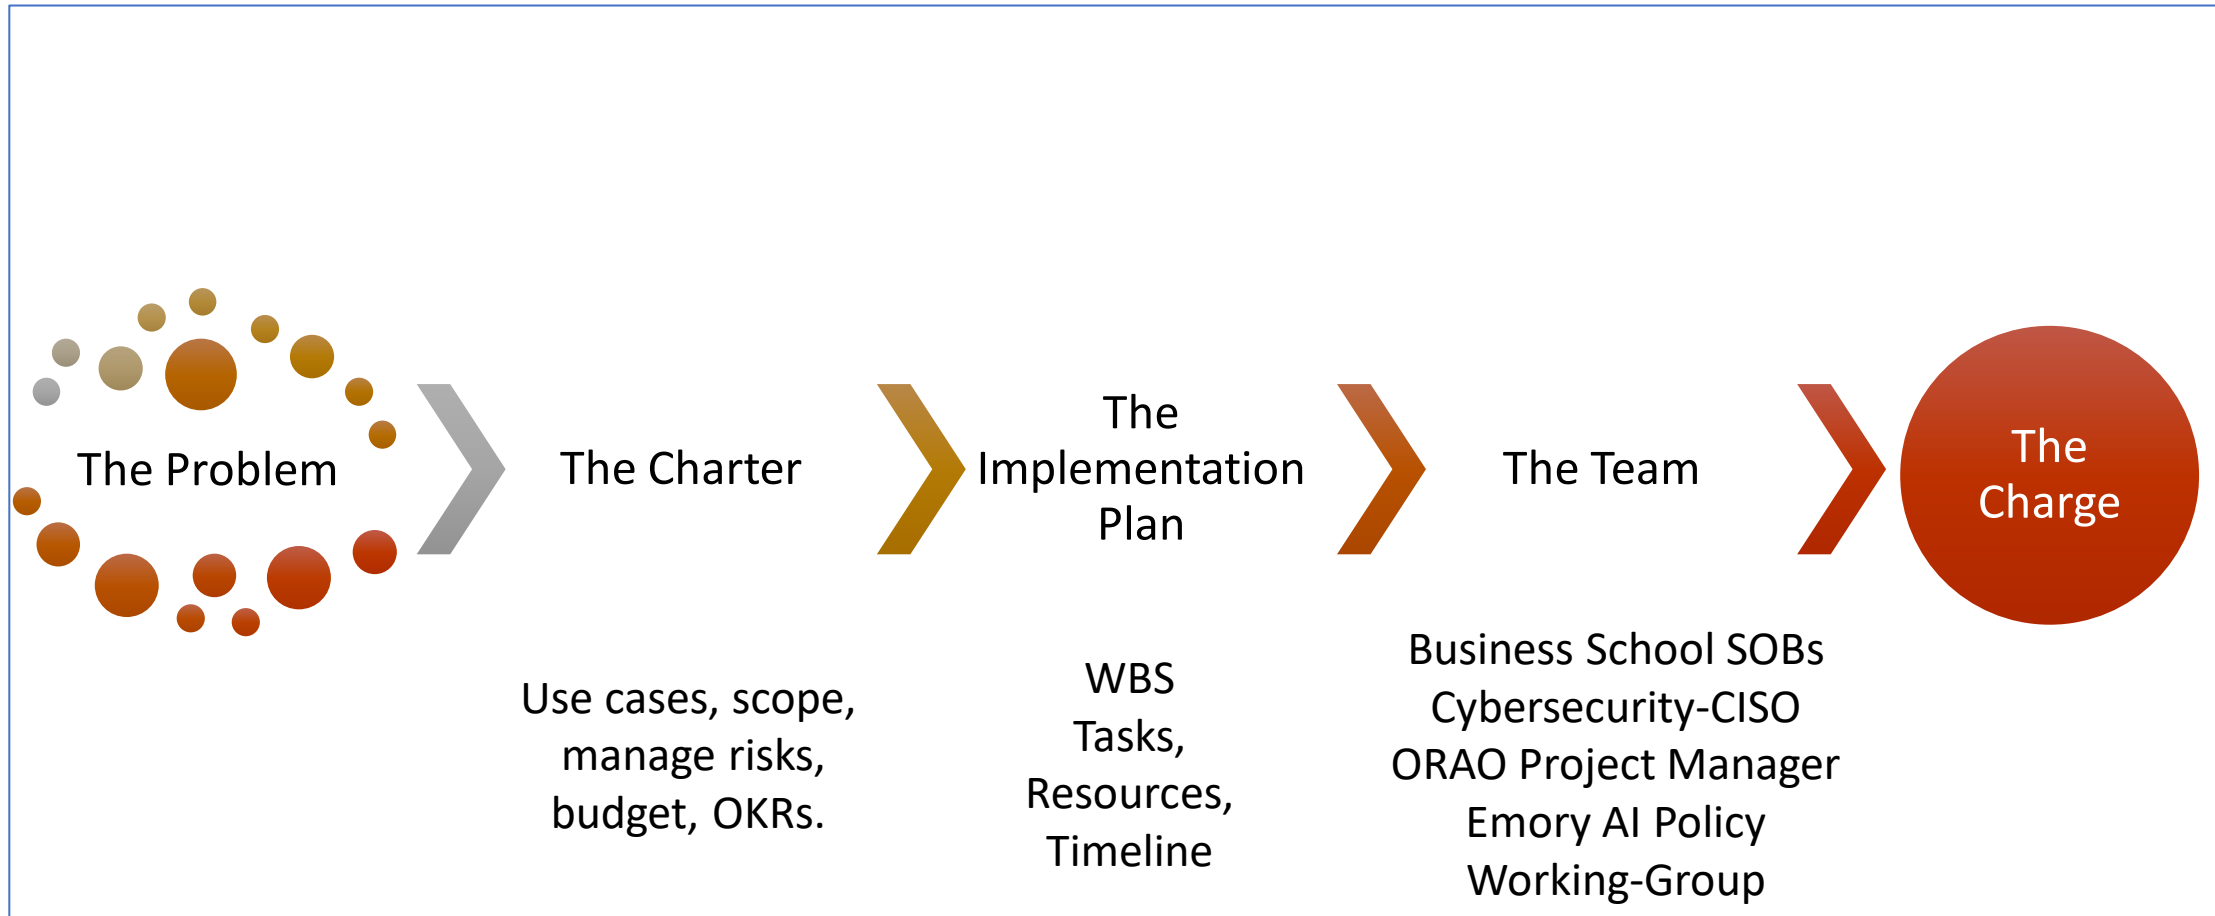 The Problem
The Charter
Use cases, scope,
manage risks,
budget, OKRs.
The
Implementation
Plan
WBS
Tasks,
Resources,
Timeline
The Team
Business School SOBs
Cybersecurity-CISO
ORAO Project Manager
Emory AI Policy
Working-Group
The
Charge